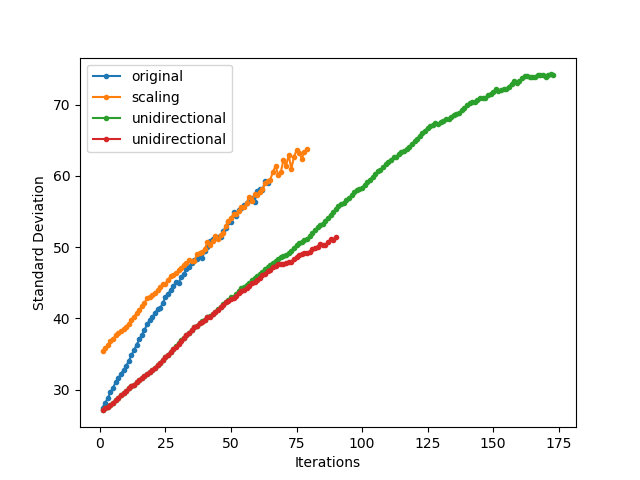 original
scaling
unidirectional
unidirectional
70
60
50
40
30
Standard Deviation
0 25 50 75 100 125 150 175
Iterations